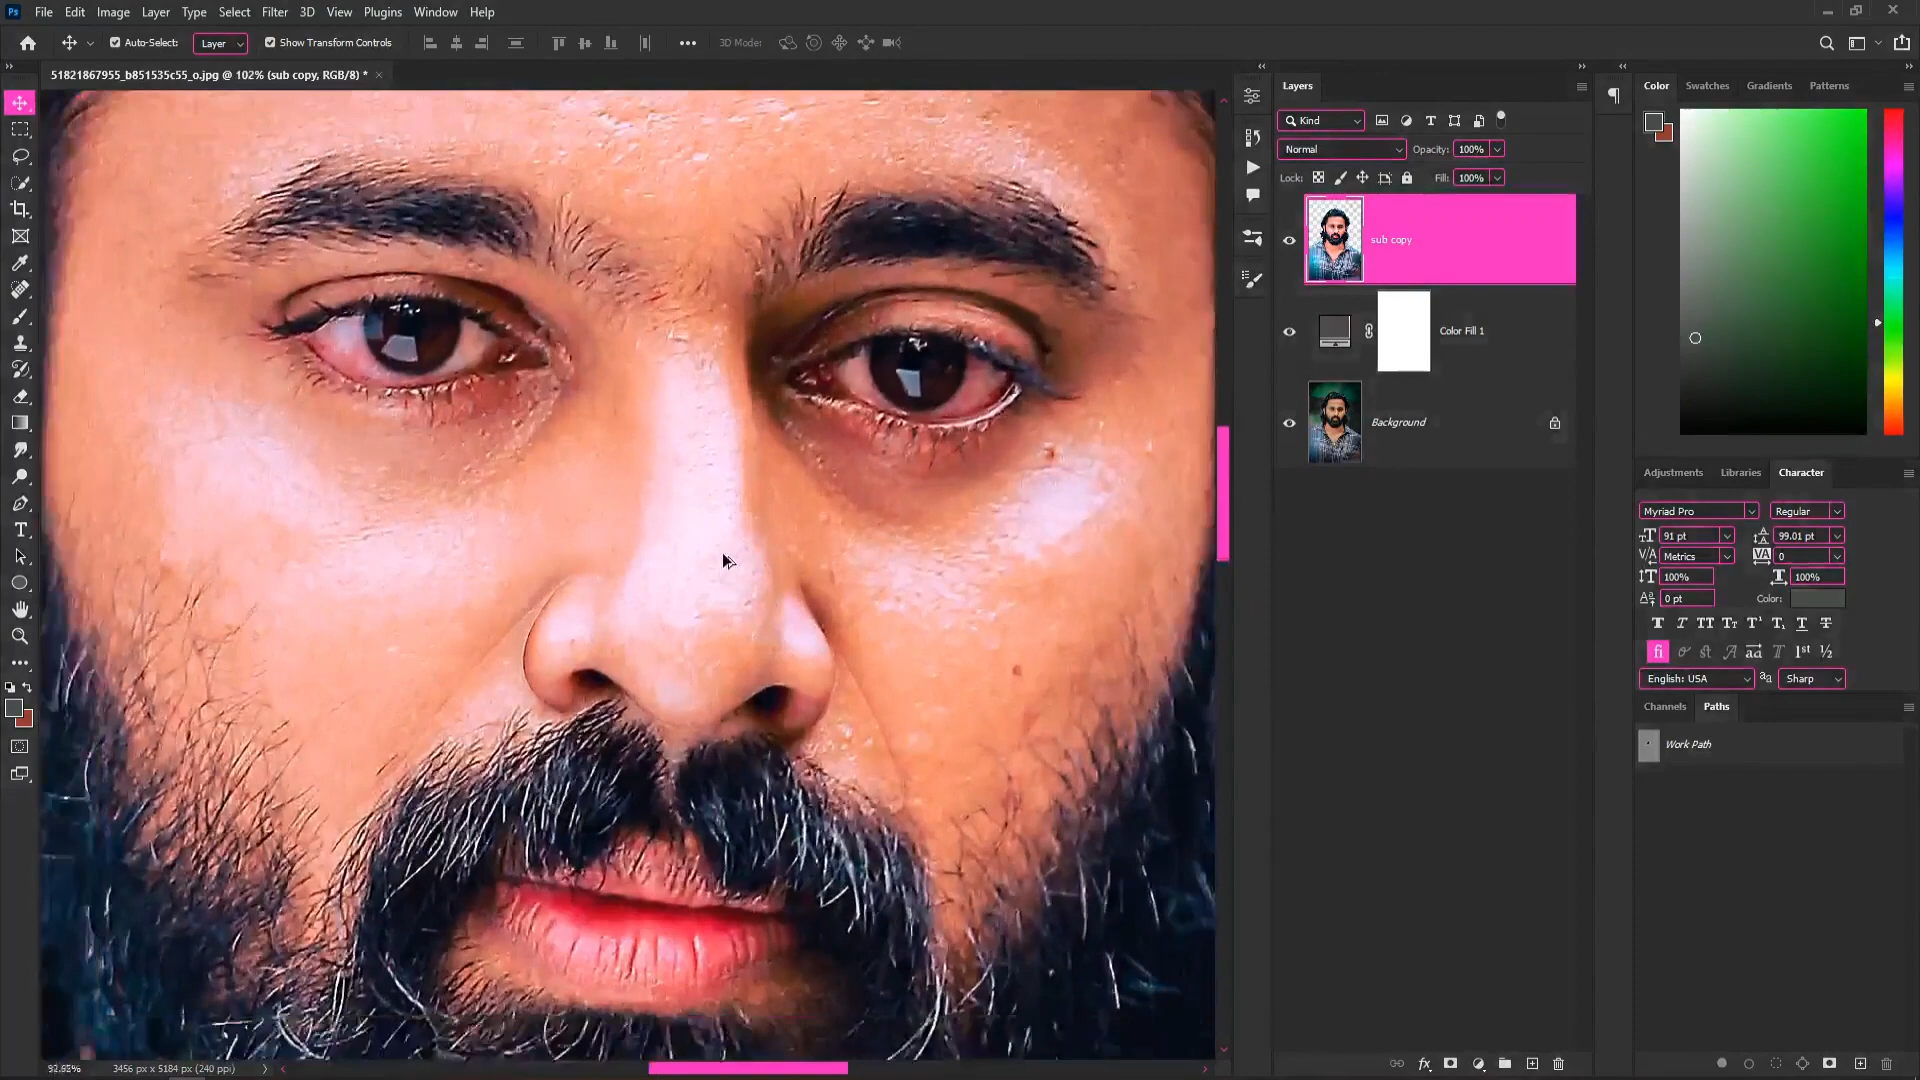 Ps File Edit Image Layer Type Select Filter 3D View Plugins Window Help
Auto-Select: Layer Show Transform Controls 3D Mode:
51821867955_b851535c55_o.jpg @ 102% (sub copy, RGB/8) *
Layers
Kind
Normal Opacity: 100%
Lock: Fill: 100%
sub copy
Color Fill 1
Background
Color Swatches Gradients Patterns
Adjustments Libraries Character
Myriad Pro Regular
91 pt 99.01 pt
Metrics 0
100% 100%
0 pt Color:
English: USA Sharp
Channels Paths
Work Path
92.95% 3456 px x 5184 px (240 ppi)